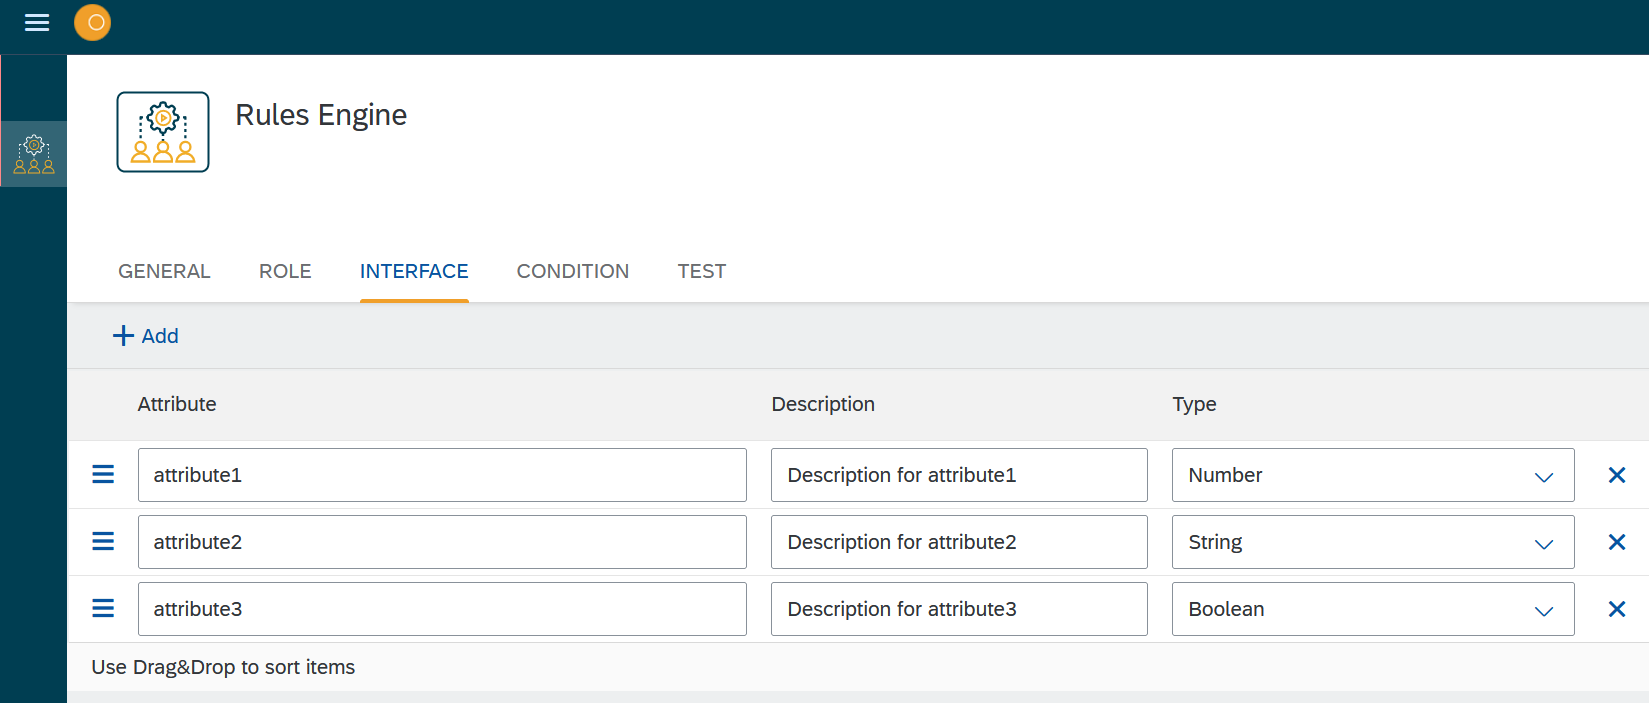 Rules Engine
GENERAL ROLE INTERFACE CONDITION TEST
Add
Attribute Description Type
attribute1 Description for attribute1 Number
attribute2 Description for attribute2 String
attribute3 Description for attribute3 Boolean
Use Drag&Drop to sort items